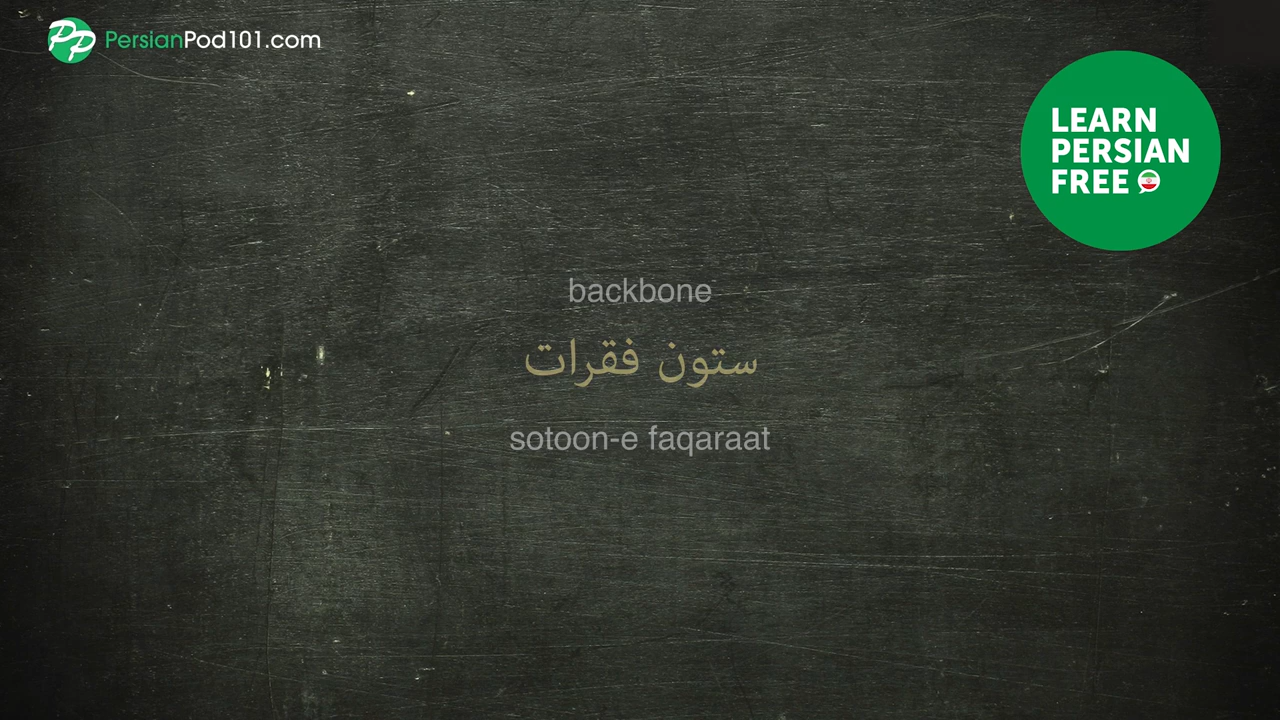 PersianPod101.com
LEARN
PERSIAN
FREE
backbone
ستون فقرات
sotoon-e faqaraat